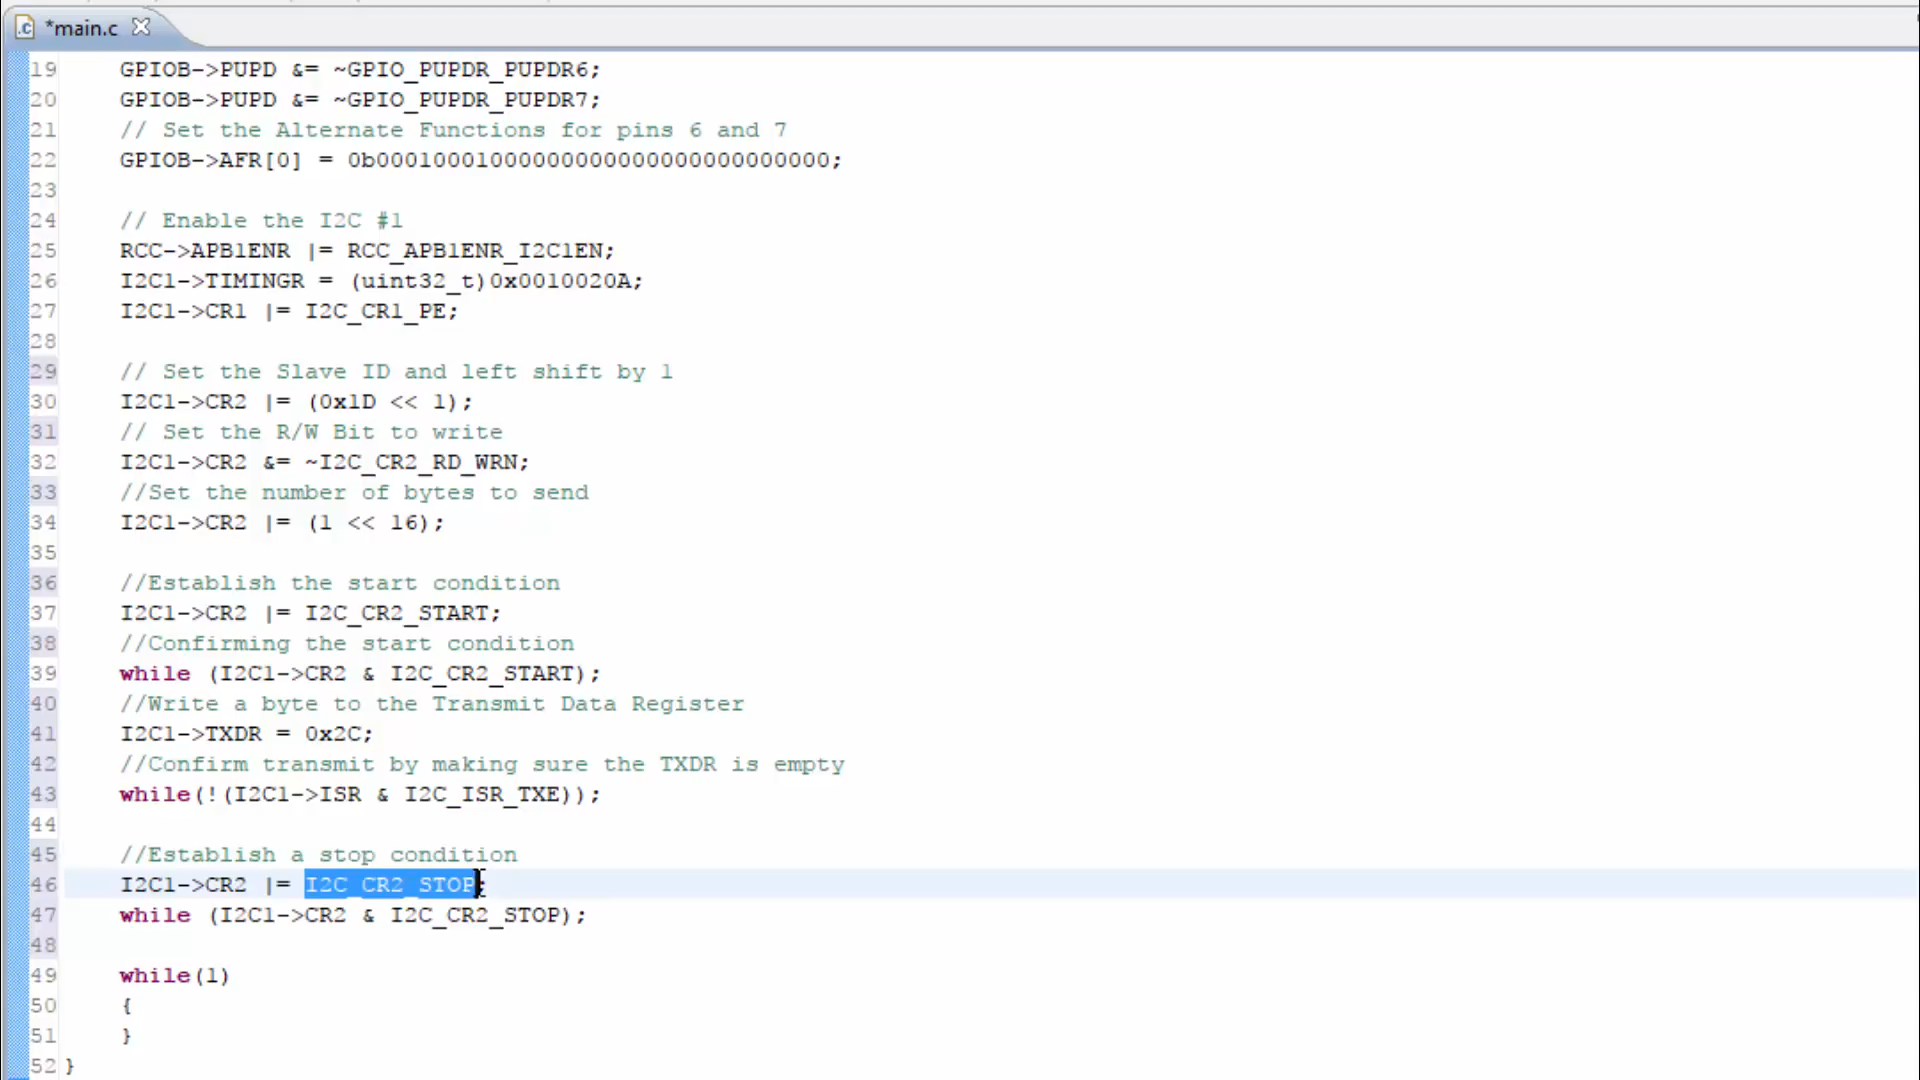 .c *main.c
19 GPIOB->PUPD &= ~GPIO_PUPDR_PUPDR6;
20 GPIOB->PUPD &= ~GPIO_PUPDR_PUPDR7;
21 // Set the Alternate Functions for pins 6 and 7
22 GPIOB->AFR[0] = 0b00010001000000000000000000000000;
23
24 // Enable the I2C #1
25 RCC->APB1ENR |= RCC_APB1ENR_I2C1EN;
26 I2C1->TIMINGR = (uint32_t)0x0010020A;
27 I2C1->CR1 |= I2C_CR1_PE;
28
29 // Set the Slave ID and left shift by 1
30 I2C1->CR2 |= (0x1D << 1);
31 // Set the R/W Bit to write
32 I2C1->CR2 &= ~I2C_CR2_RD_WRN;
33 //Set the number of bytes to send
34 I2C1->CR2 |= (1 << 16);
35
36 //Establish the start condition
37 I2C1->CR2 |= I2C_CR2_START;
38 //Confirming the start condition
39 while (I2C1->CR2 & I2C_CR2_START);
40 //Write a byte to the Transmit Data Register
41 I2C1->TXDR = 0x2C;
42 //Confirm transmit by making sure the TXDR is empty
43 while(!(I2C1->ISR & I2C_ISR_TXE));
44
45 //Establish a stop condition
46 I2C1->CR2 |= I2C_CR2_STOP;
47 while (I2C1->CR2 & I2C_CR2_STOP);
48
49 while(1)
50 {
51 }
52 }